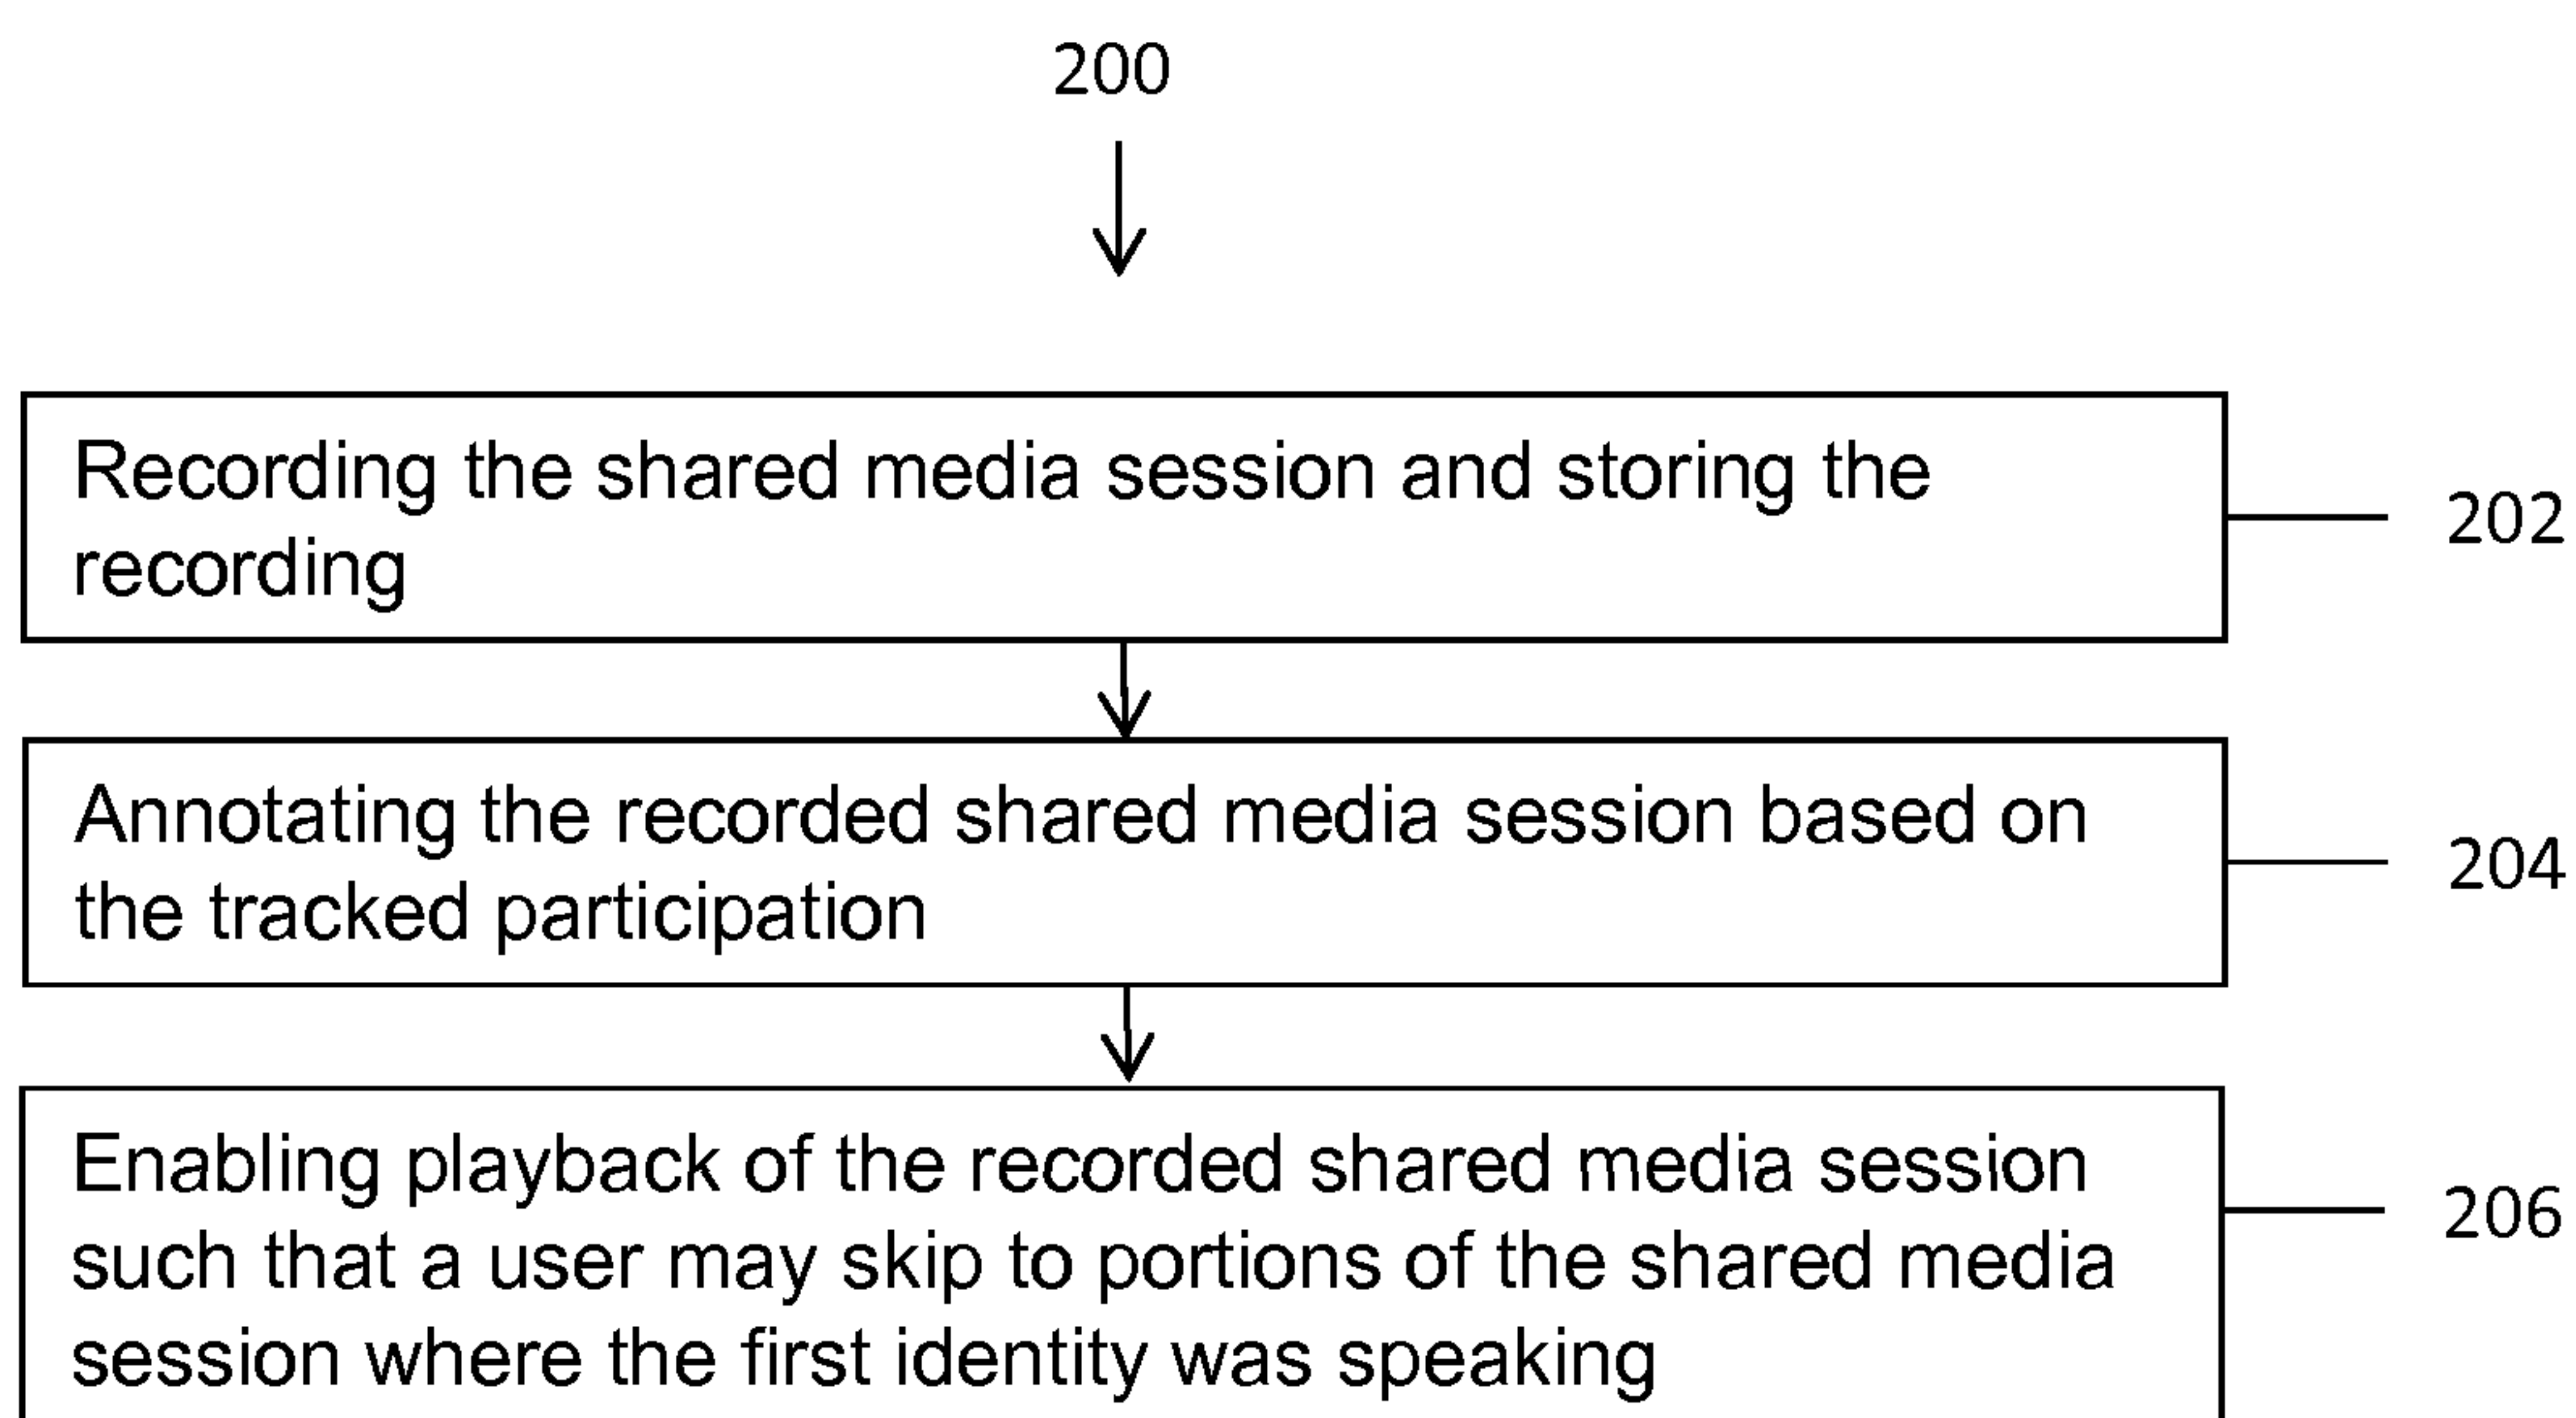 200
Recording the shared media session and storing the
recording
202
Annotating the recorded shared media session based on
the tracked participation
204
Enabling playback of the recorded shared media session
such that a user may skip to portions of the shared media
session where the first identity was speaking
206